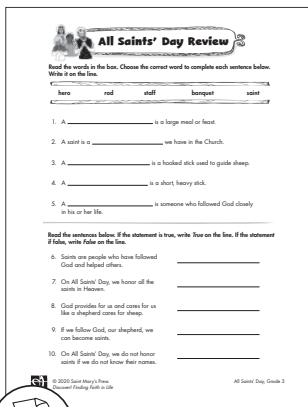 All Saints' Day Review
Read the words in the box. Choose the correct word to complete each sentence below.
Write it on the line.
hero rod staff banquet saint
1. A ____________ is a large meal or feast.
2. A saint is a ____________ we have in the Church.
3. A ____________ is a hooked stick used to guide sheep.
4. A ____________ is a short, heavy stick.
5. A ____________ is someone who followed God closely
in his or her life.
Read the sentences below. If the statement is true, write True on the line. If the statement
if false, write False on the line.
6. Saints are people who have followed
God and helped others.
7. On All Saints' Day, we honor all the
saints in Heaven.
8. God provides for us and cares for us
like a shepherd cares for sheep.
9. If we follow God, our shepherd, we
can become saints.
10. On All Saints' Day, we do not honor
saints if we do not know their names.
© 2020 Saint Mary's Press
Discover! Finding Faith in Life
All Saints' Day, Grade 3